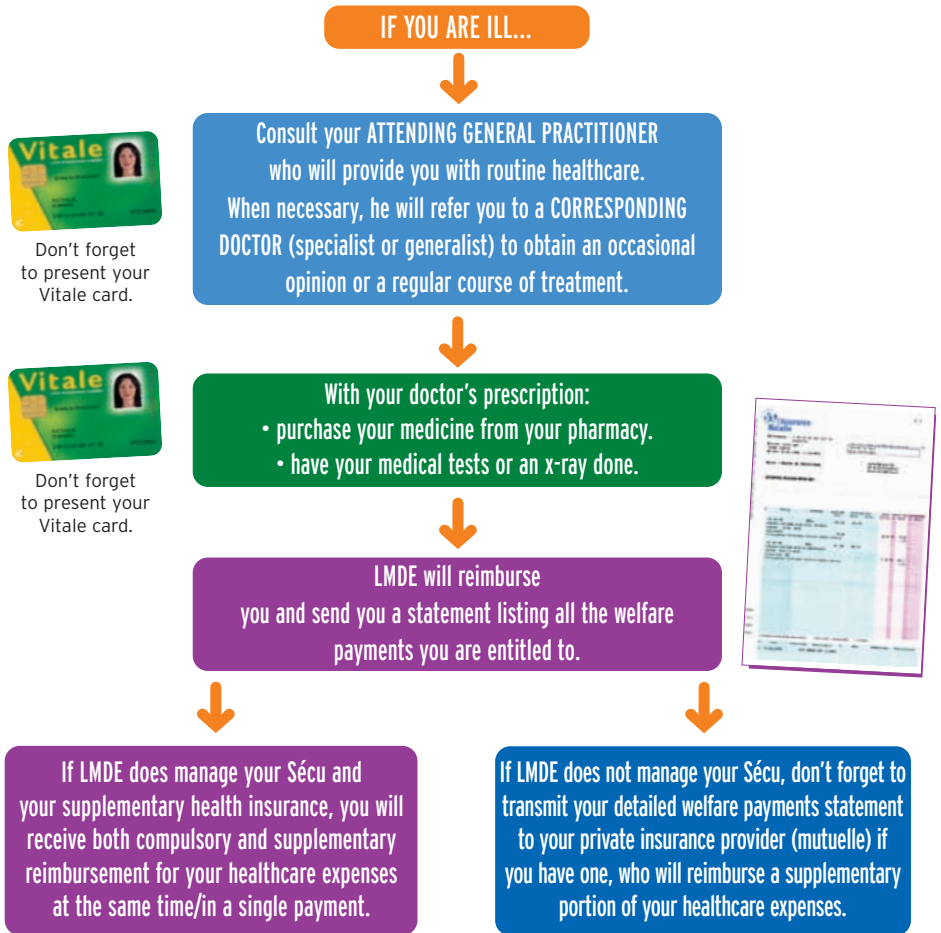 IF YOU ARE ILL...
Vitale
Don't forget
to present your
Vitale card.
Consult your ATTENDING GENERAL PRACTITIONER
who will provide you with routine healthcare.
When necessary, he will refer you to a CORRESPONDING
DOCTOR (specialist or generalist) to obtain an occasional
opinion or a regular course of treatment.
Vitale
Don't forget
to present your
Vitale card.
With your doctor's prescription:
• purchase your medicine from your pharmacy.
• have your medical tests or an x-ray done.
l'Assurance
Maladie
LMDE will reimburse
you and send you a statement listing all the welfare
payments you are entitled to.
If LMDE does manage your Sécu and
your supplementary health insurance, you will
receive both compulsory and supplementary
reimbursement for your healthcare expenses
at the same time/in a single payment.
If LMDE does not manage your Sécu, don't forget to
transmit your detailed welfare payments statement
to your private insurance provider (mutuelle) if
you have one, who will reimburse a supplementary
portion of your healthcare expenses.